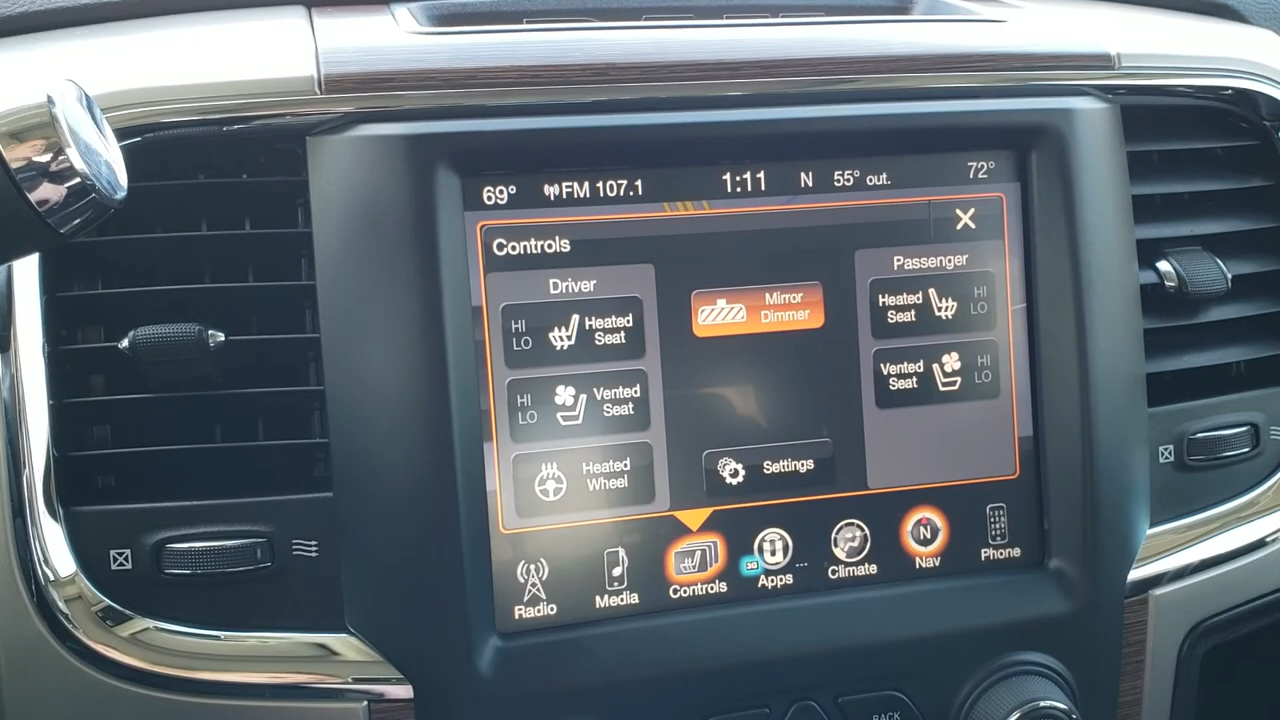 69° FM 107.1 1:11 N 55° out. 72°
Controls
Driver
HI
LO
Heated
Seat
HI
LO
Vented
Seat
Heated
Wheel
Mirror
Dimmer
Settings
Passenger
Heated
Seat
HI
LO
Vented
Seat
HI
LO
Radio
Media
Controls
3G
Apps
Climate
N
Nav
Phone
BACK